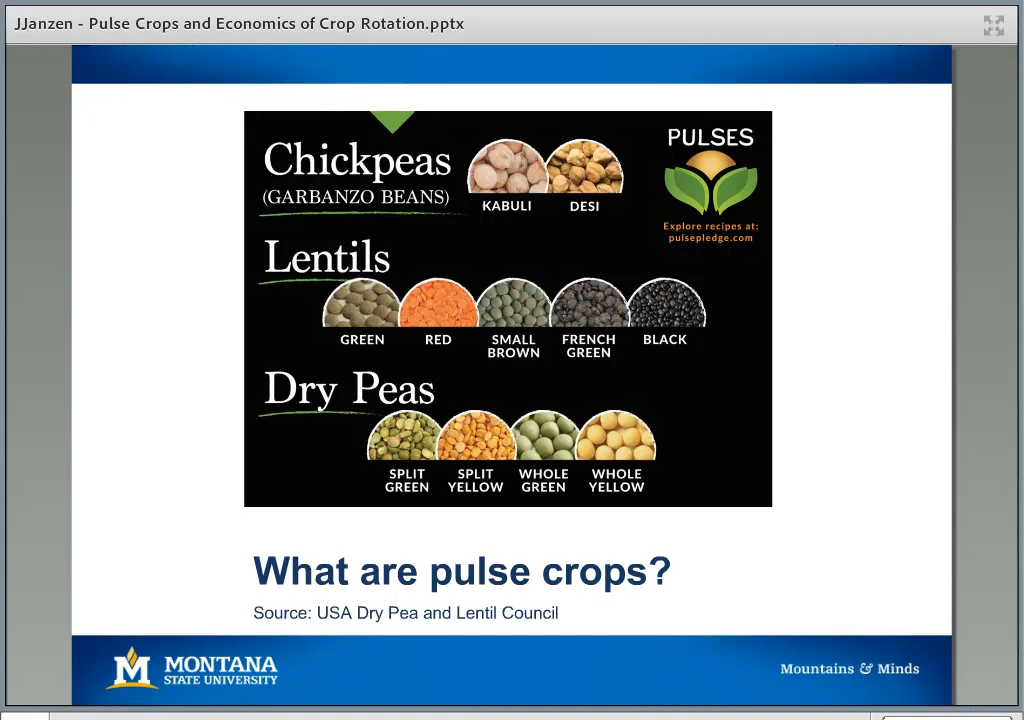 JJanzen - Pulse Crops and Economics of Crop Rotation.pptx
Chickpeas
(GARBANZO BEANS)
KABULI
DESI
PULSES
Explore recipes at:
pulsepledge.com
Lentils
GREEN
RED
SMALL
BROWN
FRENCH
GREEN
BLACK
Dry Peas
SPLIT
GREEN
SPLIT
YELLOW
WHOLE
GREEN
WHOLE
YELLOW
What are pulse crops?
Source: USA Dry Pea and Lentil Council
M
MONTANA
STATE UNIVERSITY
Mountains & Minds